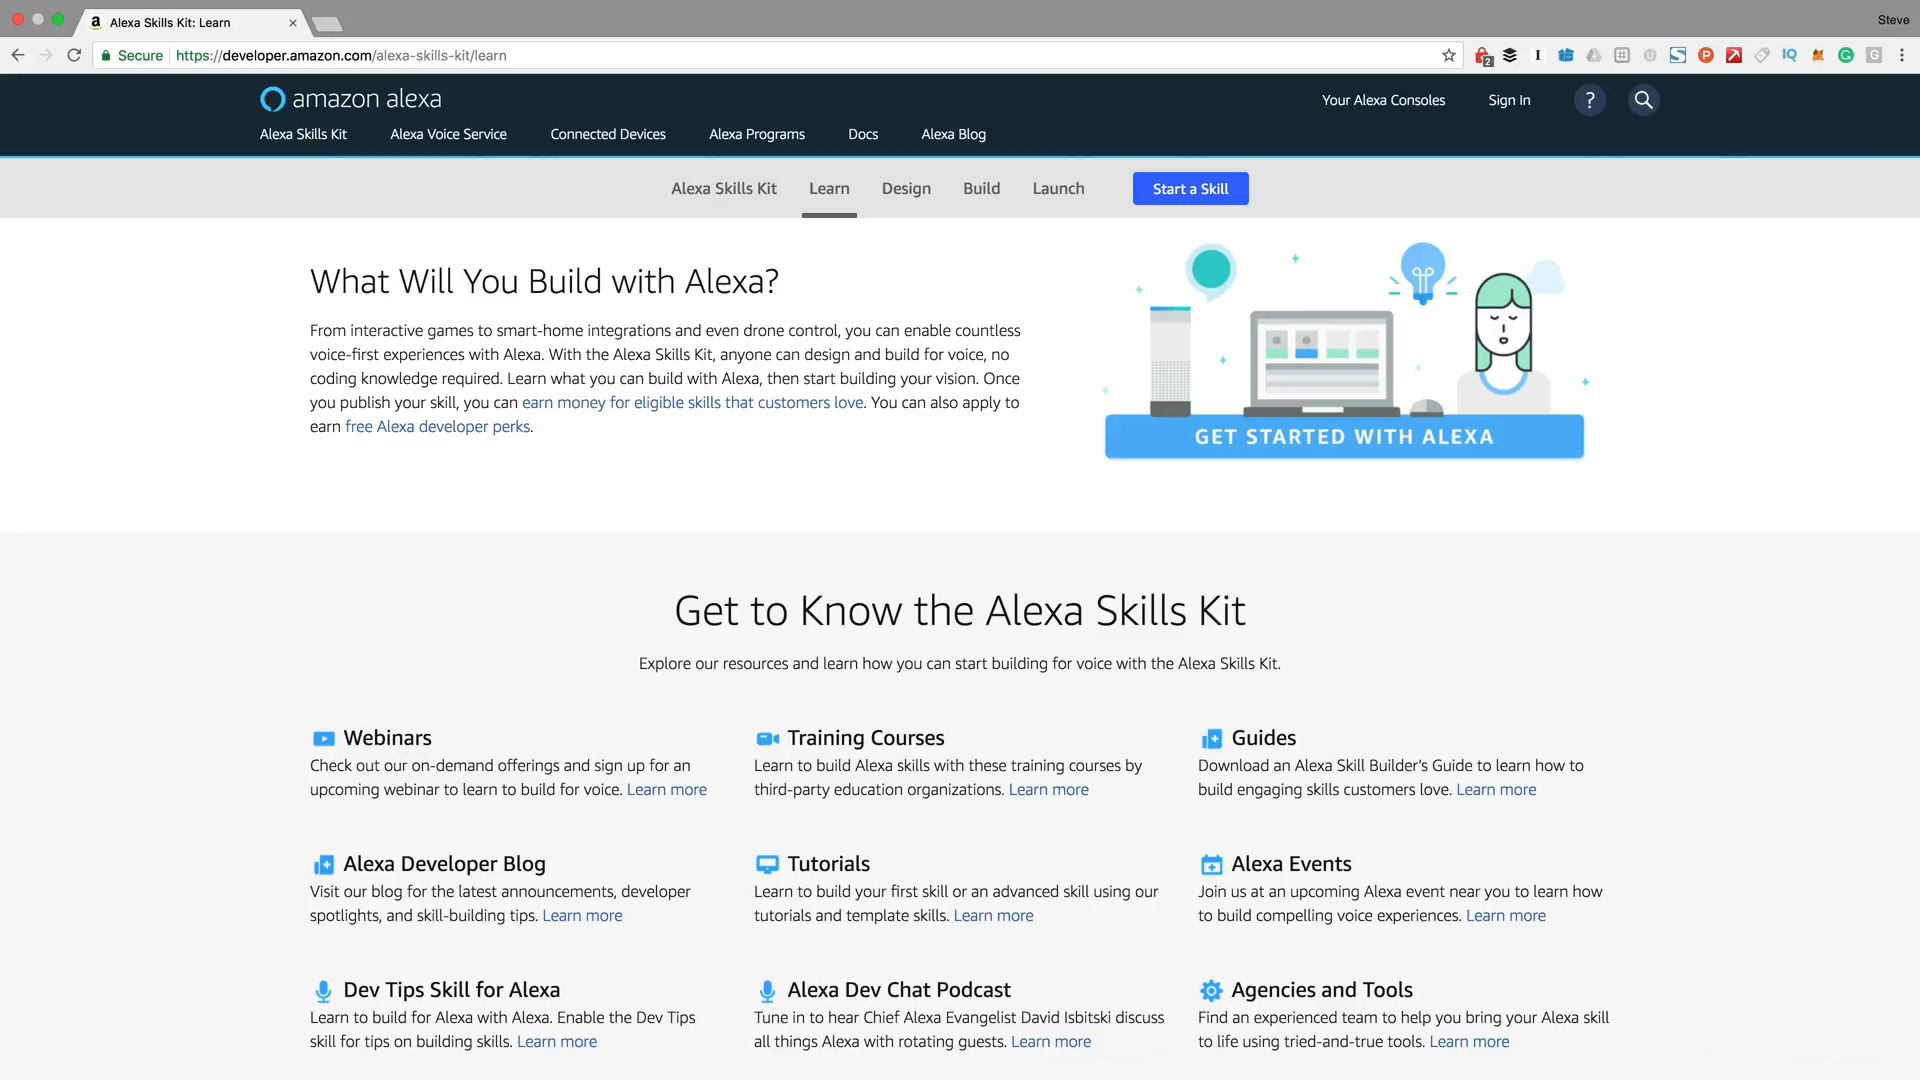 Alexa Skills Kit: Learn
Steve
Secure
https://developer.amazon.com/alexa-skills-kit/learn
2
amazon alexa
Your Alexa Consoles
Sign In
?
Alexa Skills Kit
Alexa Voice Service
Connected Devices
Alexa Programs
Docs
Alexa Blog
Alexa Skills Kit
Learn
Design
Build
Launch
Start a Skill
What Will You Build with Alexa?
From interactive games to smart-home integrations and even drone control, you can enable countless
voice-first experiences with Alexa. With the Alexa Skills Kit, anyone can design and build for voice, no
coding knowledge required. Learn what you can build with Alexa, then start building your vision. Once
you publish your skill, you can earn money for eligible skills that customers love. You can also apply to
earn free Alexa developer perks.
GET STARTED WITH ALEXA
Get to Know the Alexa Skills Kit
Explore our resources and learn how you can start building for voice with the Alexa Skills Kit.
Webinars
Check out our on-demand offerings and sign up for an
upcoming webinar to learn to build for voice. Learn more
Training Courses
Learn to build Alexa skills with these training courses by
third-party education organizations. Learn more
Guides
Download an Alexa Skill Builder's Guide to learn how to
build engaging skills customers love. Learn more
Alexa Developer Blog
Visit our blog for the latest announcements, developer
spotlights, and skill-building tips. Learn more
Tutorials
Learn to build your first skill or an advanced skill using our
tutorials and template skills. Learn more
Alexa Events
Join us at an upcoming Alexa event near you to learn how
to build compelling voice experiences. Learn more
Dev Tips Skill for Alexa
Learn to build for Alexa with Alexa. Enable the Dev Tips
skill for tips on building skills. Learn more
Alexa Dev Chat Podcast
Tune in to hear Chief Alexa Evangelist David Isbitski discuss
all things Alexa with rotating guests. Learn more
Agencies and Tools
Find an experienced team to help you bring your Alexa skill
to life using tried-and-true tools. Learn more